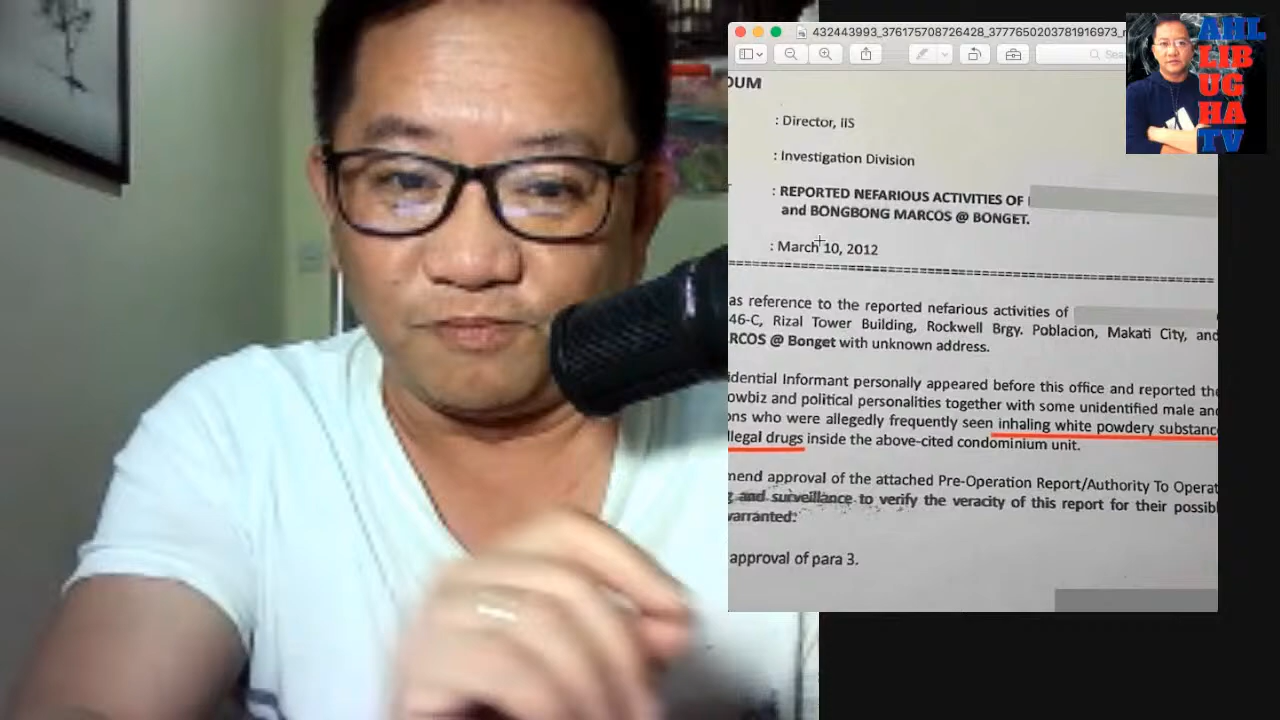 432443993_376175708726428_3777650203781916973_
AHL
LIB
UG
HA
TV
DUM
: Director, IIS
: Investigation Division
: REPORTED NEFARIOUS ACTIVITIES OF
and BONGBONG MARCOS @ BONGET.
: March 10, 2012
as reference to the reported nefarious activities of
46-C, Rizal Tower Building, Rockwell Brgy. Poblacion, Makati City, and
RCOS @ Bonget with unknown address.
idential Informant personally appeared before this office and reported the
owbiz and political personalities together with some unidentified male and
ons who were allegedly frequently seen inhaling white powdery substanc
llegal drugs inside the above-cited condominium unit.
mend approval of the attached Pre-Operation Report/Authority To Operat
g and surveillance to verify the veracity of this report for their possibl
warranted:
approval of para 3.